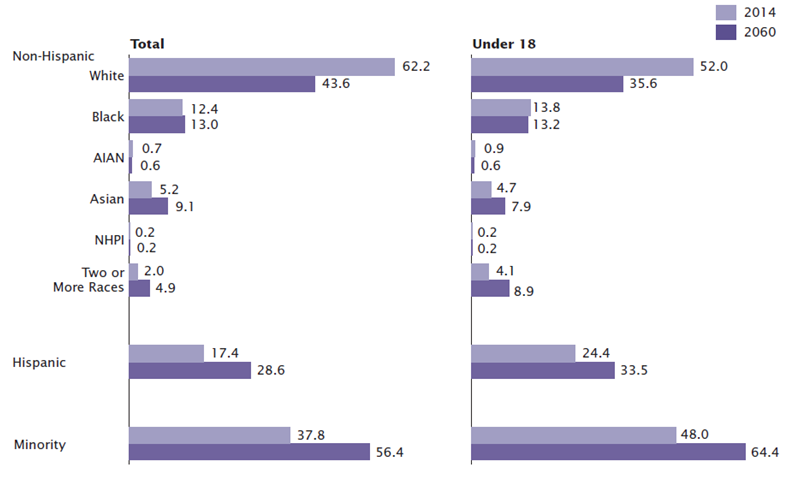 2014
2060
Total
Under 18
Non-Hispanic
White
62.2
43.6
52.0
35.6
Black
12.4
13.0
13.8
13.2
AIAN
0.7
0.6
0.9
0.6
Asian
5.2
9.1
4.7
7.9
NHPI
0.2
0.2
0.2
0.2
Two or
More Races
2.0
4.9
4.1
8.9
Hispanic
17.4
28.6
24.4
33.5
Minority
37.8
56.4
48.0
64.4